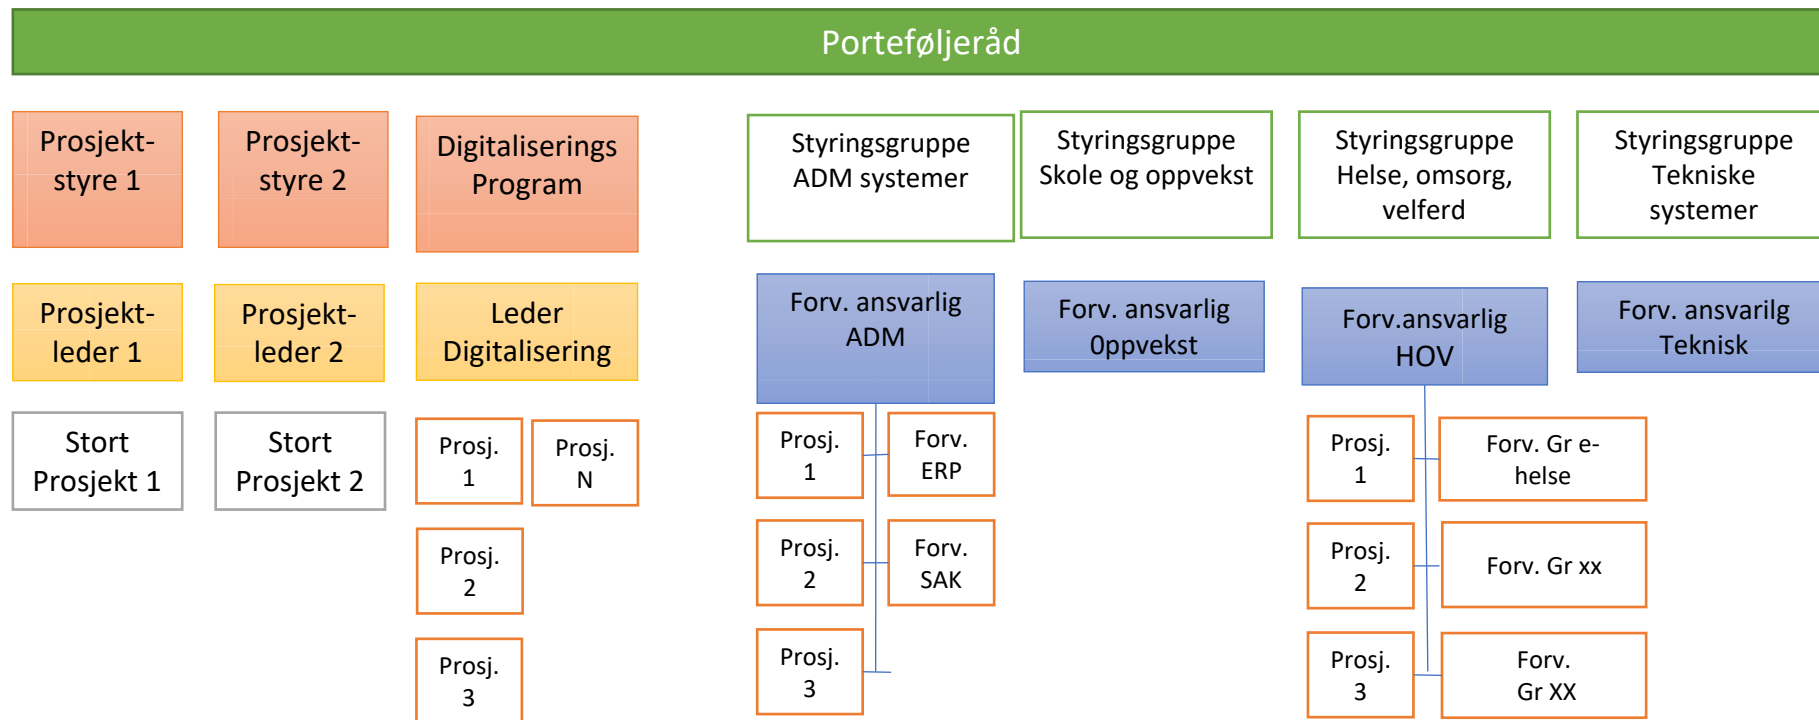 Porteføljeråd
Prosjekt-
styre 1
Prosjekt-
styre 2
Digitaliserings
Program
Styringsgruppe
ADM systemer
Styringsgruppe
Skole og oppvekst
Styringsgruppe
Helse, omsorg,
velferd
Styringsgruppe
Tekniske
systemer
Prosjekt-
leder 1
Prosjekt-
leder 2
Leder
Digitalisering
Forv. ansvarlig
ADM
Forv. ansvarlig
0ppvekst
Forv.ansvarlig
HOV
Forv. ansvarilg
Teknisk
Stort
Prosjekt 1
Stort
Prosjekt 2
Prosj.
1
Prosj.
N
Prosj.
2
Prosj.
3
Prosj.
1
Forv.
ERP
Prosj.
2
Forv.
SAK
Prosj.
3
Prosj.
1
Forv. Gr e-
helse
Prosj.
2
Forv. Gr xx
Prosj.
3
Forv.
Gr XX